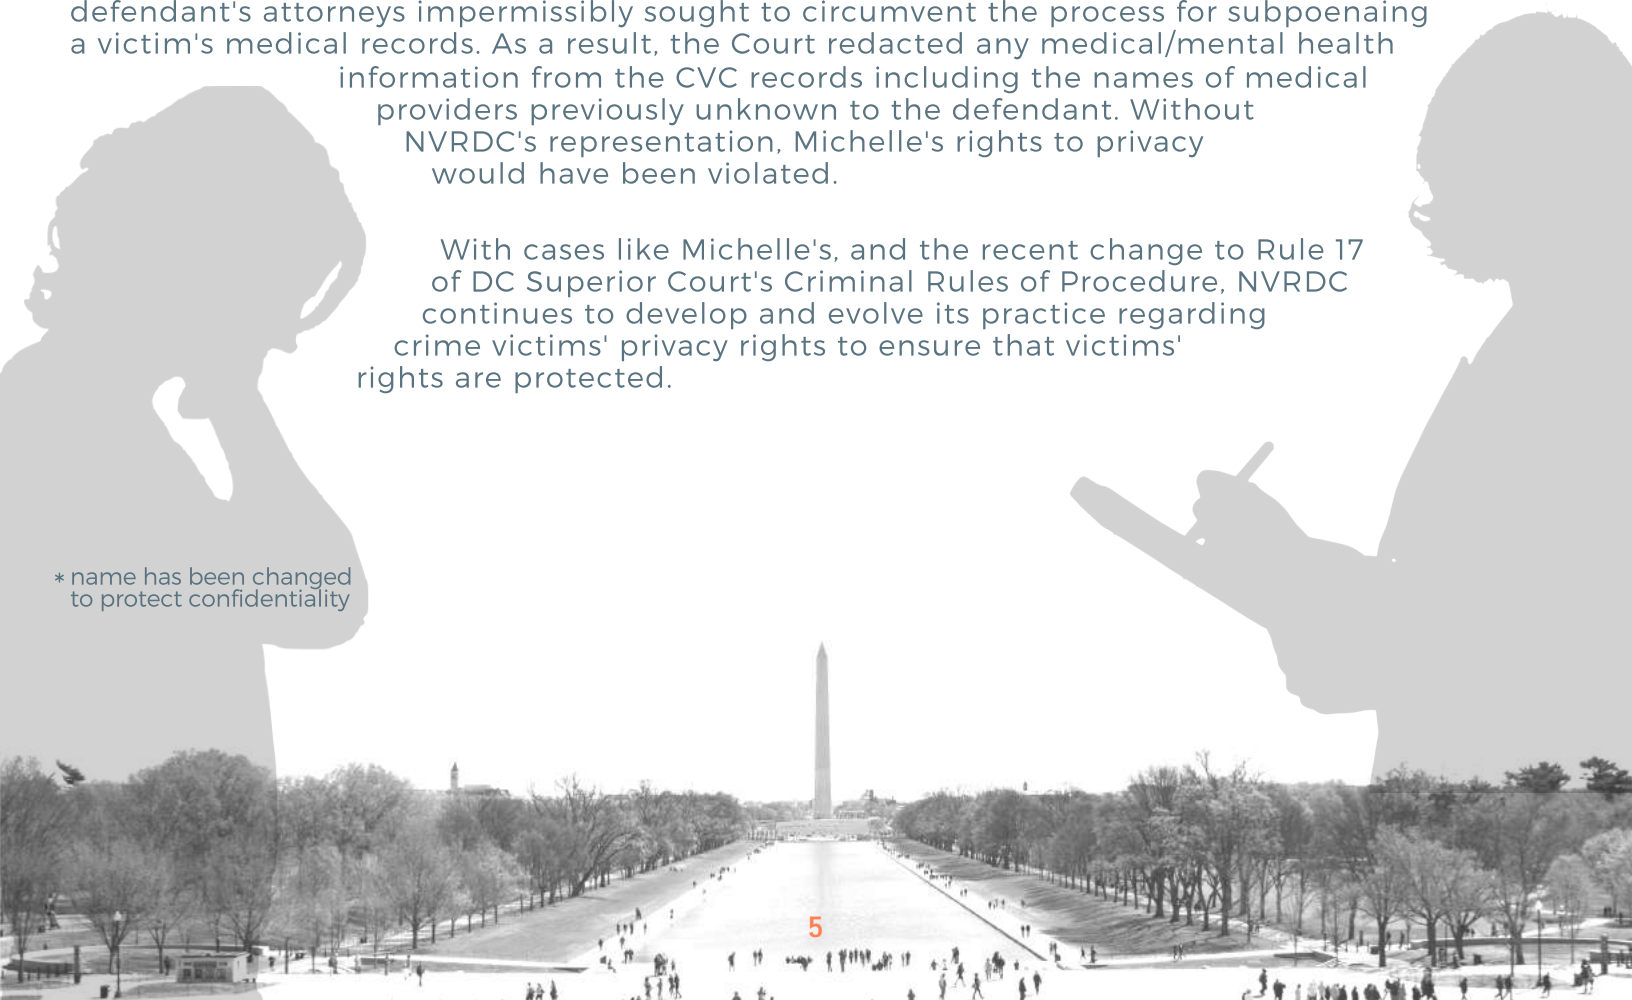 defendant's attorneys impermissibly sought to circumvent the process for subpoenaing
a victim's medical records. As a result, the Court redacted any medical/mental health
information from the CVC records including the names of medical
providers previously unknown to the defendant. Without
NVRDC's representation, Michelle's rights to privacy
would have been violated.
With cases like Michelle's, and the recent change to Rule 17
of DC Superior Court's Criminal Rules of Procedure, NVRDC
continues to develop and evolve its practice regarding
crime victims' privacy rights to ensure that victims'
rights are protected.
* name has been changed
to protect confidentiality
5